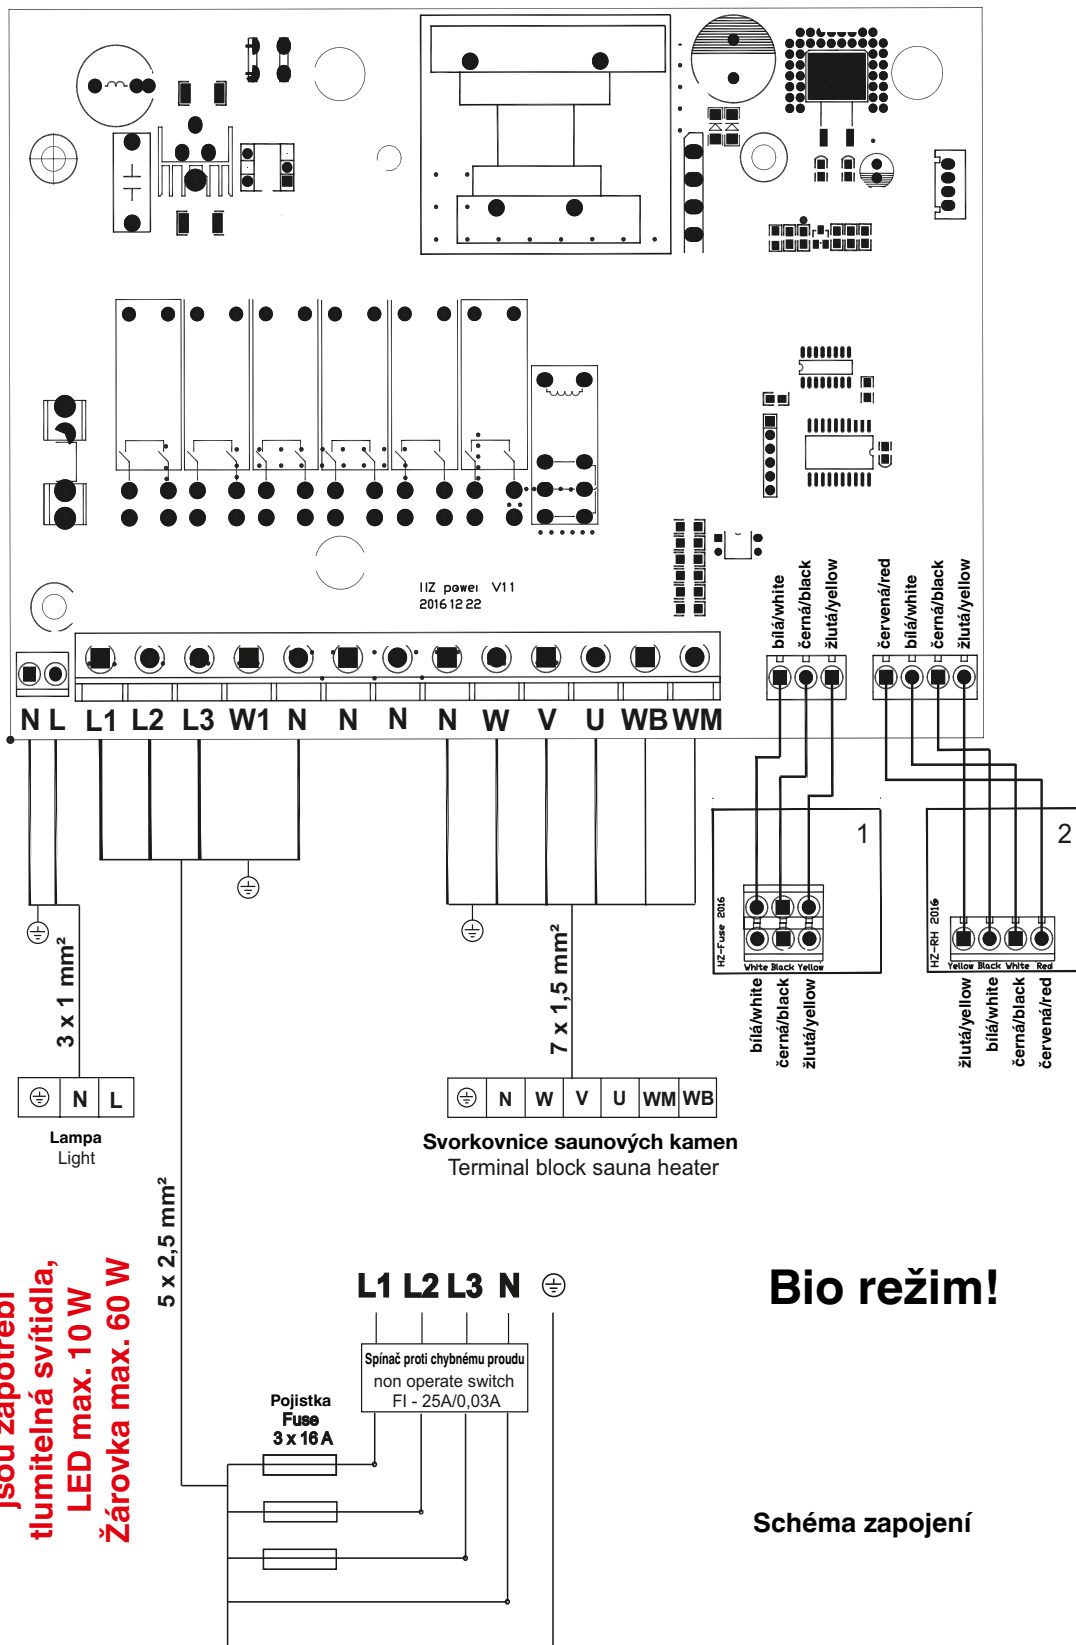 HZ power V11
2016 12 22
bílá/white
černá/black
žlutá/yellow
červená/red
bílá/white
černá/black
žlutá/yellow
N L L1 L2 L3 W1 N N N N W V U WB WM
1
HZ-Fuse 2016
White Black Yellow
bílá/white
černá/black
žlutá/yellow
2
HZ-RH 2016
Yellow Black White Red
žlutá/yellow
bílá/white
černá/black
červená/red
3 x 1 mm²
7 x 1,5 mm²
N L
Lampa
Light
N W V U WM WB
Svorkovnice saunových kamen
Terminal block sauna heater
5 x 2,5 mm²
jsou zapotřebí
tlumitelná svítidla,
LED max. 10 W
Žárovka max. 60 W
L1 L2 L3 N
Spínač proti chybnému proudu
non operate switch
FI - 25A/0,03A
Pojistka
Fuse
3 x 16 A
Bio režim!
Schéma zapojení